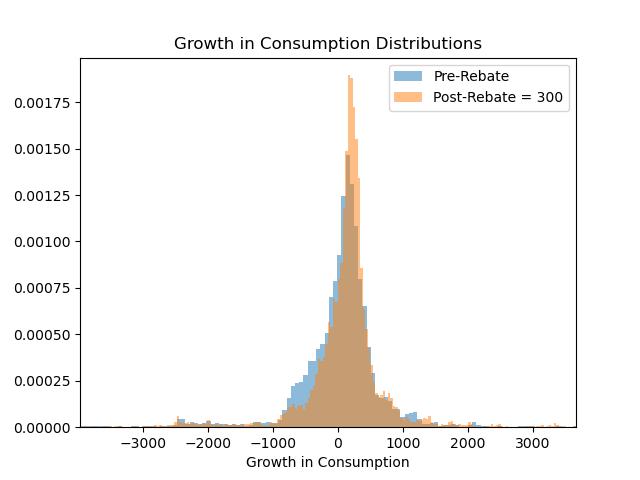 Growth in Consumption Distributions
Pre-Rebate
Post-Rebate = 300
0.00175
0.00150
0.00125
0.00100
0.00075
0.00050
0.00025
0.00000
−3000 −2000 −1000 0 1000 2000 3000
Growth in Consumption